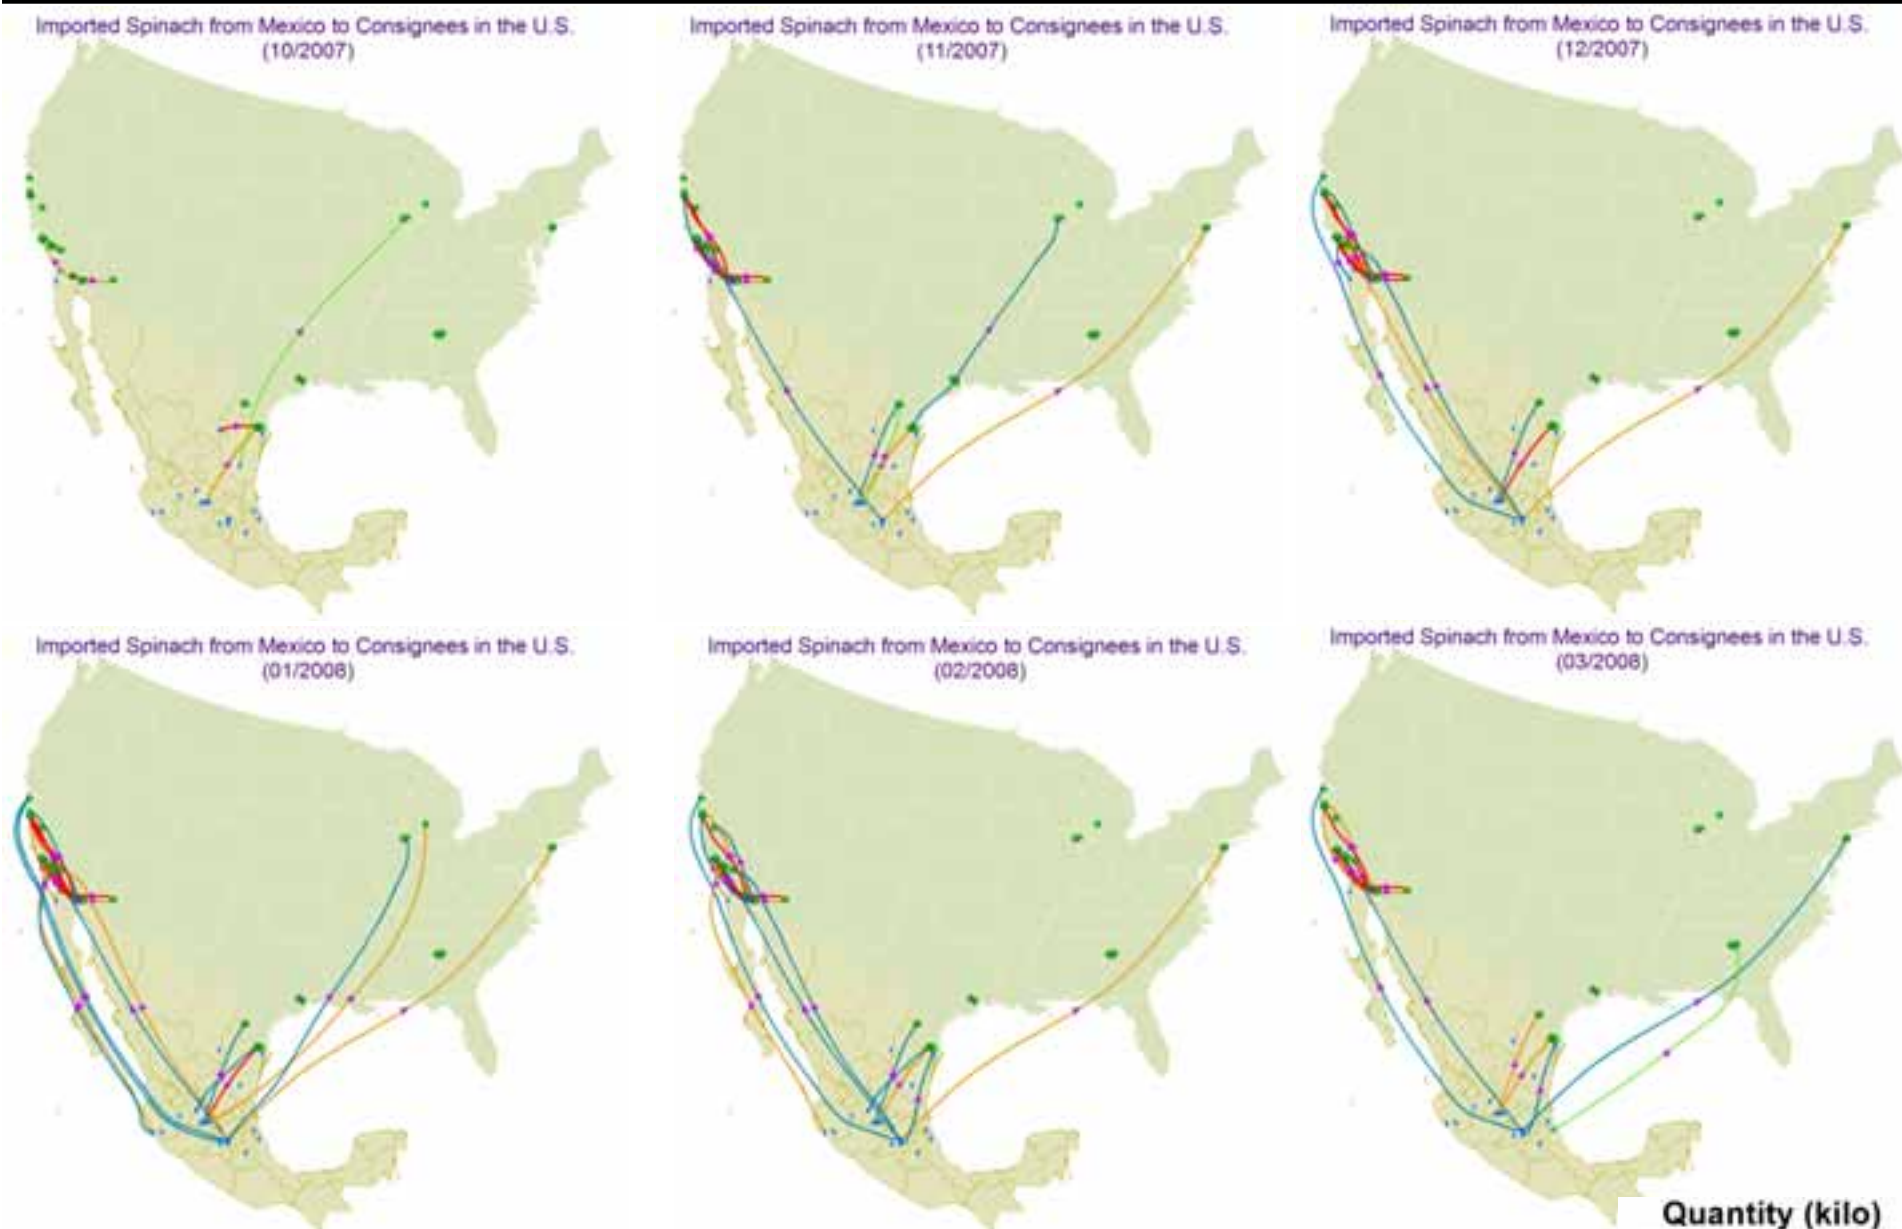 Imported Spinach from Mexico to Consignees in the U.S.
(10/2007)
Imported Spinach from Mexico to Consignees in the U.S.
(11/2007)
Imported Spinach from Mexico to Consignees in the U.S.
(12/2007)
Imported Spinach from Mexico to Consignees in the U.S.
(01/2008)
Imported Spinach from Mexico to Consignees in the U.S.
(02/2008)
Imported Spinach from Mexico to Consignees in the U.S.
(03/2008)
Quantity (kilo)